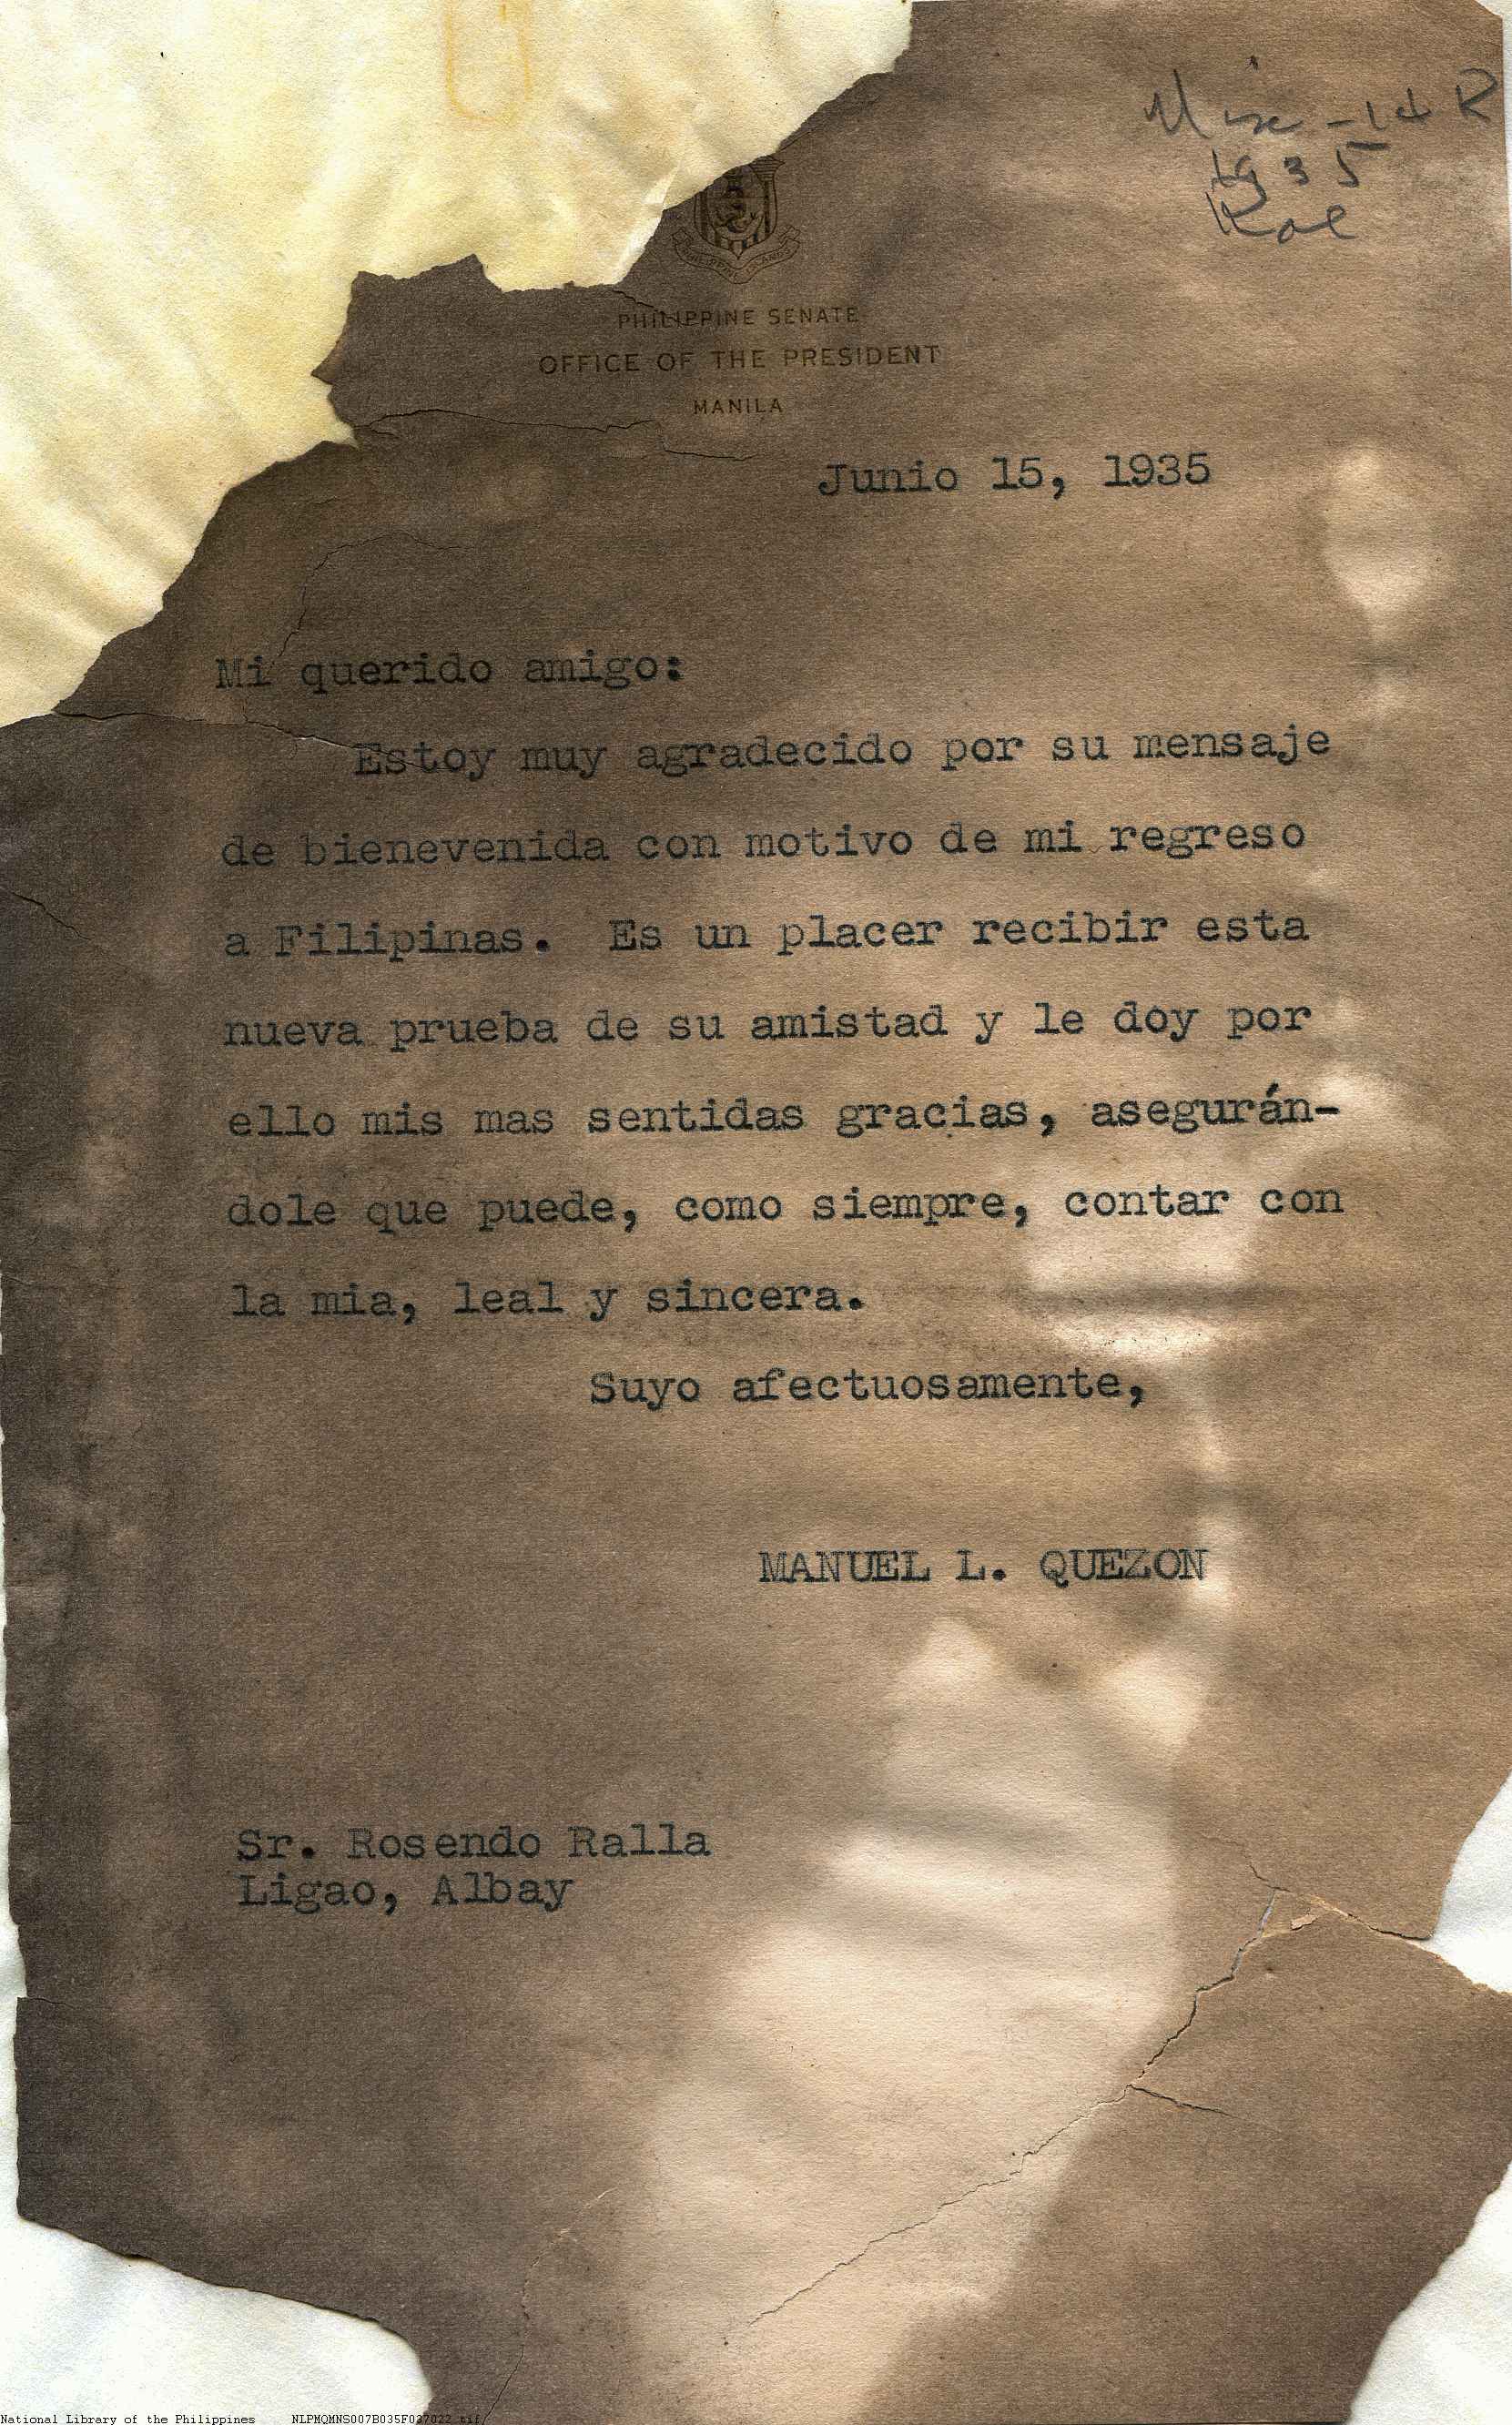 1935
PHILIPPINE SENATE
OFFICE OF THE PRESIDENT
MANILA
Junio 15, 1935
Mi querido amigo:
Estoy muy agradecido por su mensaje
de bienevenida con motivo de mi regreso
a Filipinas. Es un placer recibir esta
nueva prueba de su amistad y le doy por
ello mis mas sentidas gracias, asegurán-
dole que puede, como siempre, contar con
la mia, leal y sincera.
Suyo afectuosamente,
MANUEL L. QUEZON
Sr. Rosendo Ralla
Ligao, Albay
National Library of the Philippines NLPMQMNS007B035F037022.tif